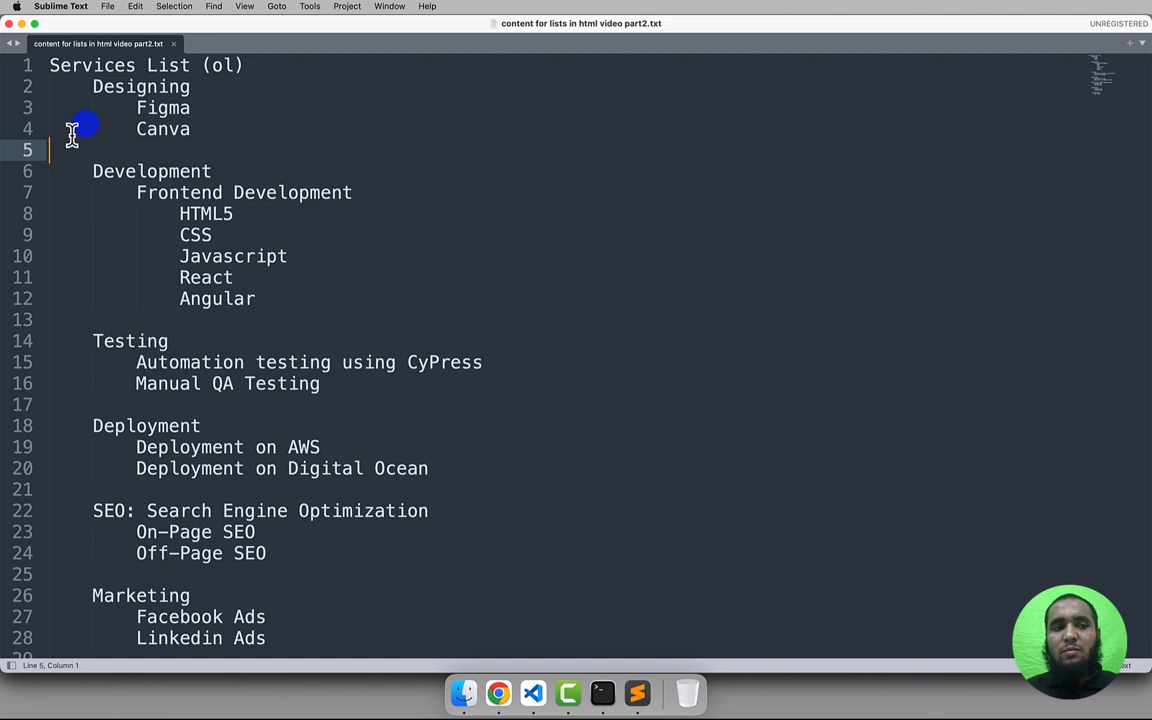 Sublime Text File Edit Selection Find View Goto Tools Project Window Help
content for lists in html video part2.txt
UNREGISTERED
content for lists in html video part2.txt
1 Services List (ol)
2 Designing
3 Figma
4 Canva
5
6 Development
7 Frontend Development
8 HTML5
9 CSS
10 Javascript
11 React
12 Angular
13
14 Testing
15 Automation testing using CyPress
16 Manual QA Testing
17
18 Deployment
19 Deployment on AWS
20 Deployment on Digital Ocean
21
22 SEO: Search Engine Optimization
23 On-Page SEO
24 Off-Page SEO
25
26 Marketing
27 Facebook Ads
28 Linkedin Ads
Line 5, Column 1